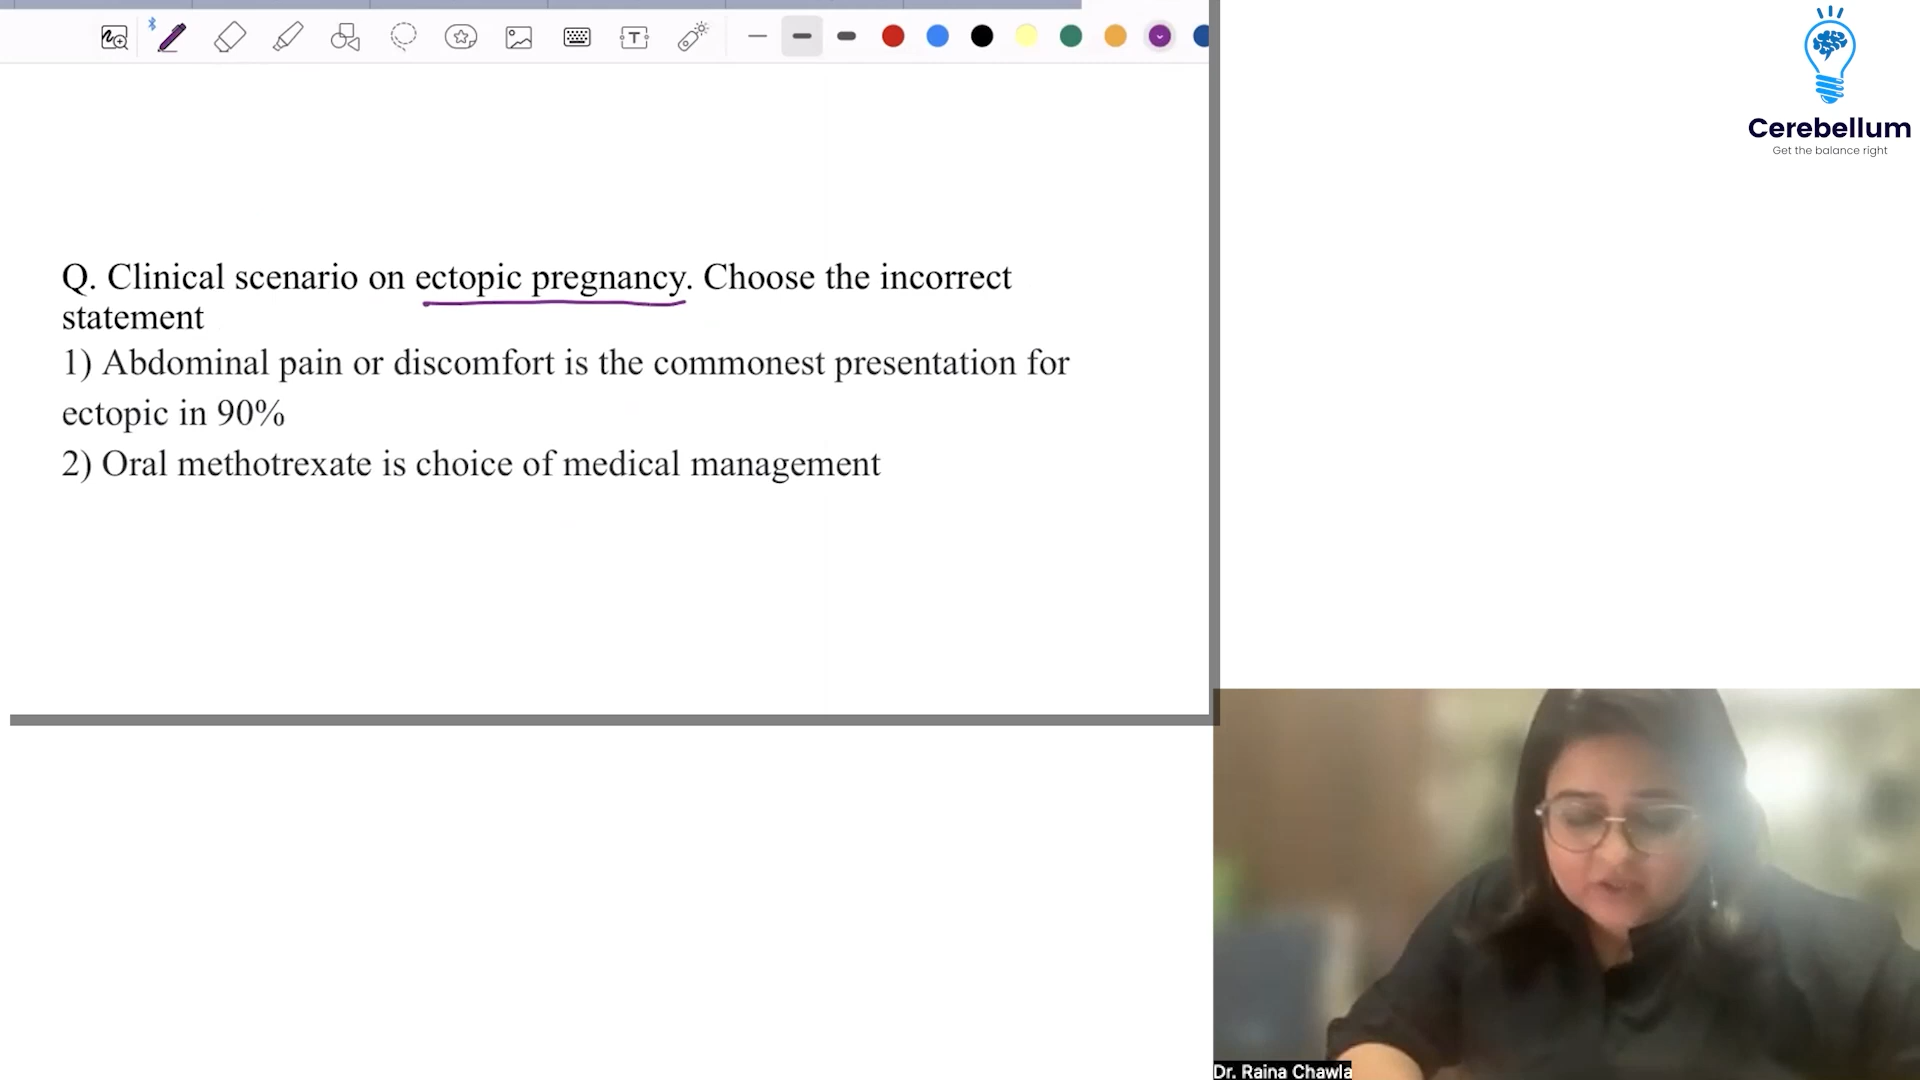 Cerebellum
Get the balance right
Q. Clinical scenario on ectopic pregnancy. Choose the incorrect
statement
1) Abdominal pain or discomfort is the commonest presentation for
ectopic in 90%
2) Oral methotrexate is choice of medical management
Dr. Raina Chawla